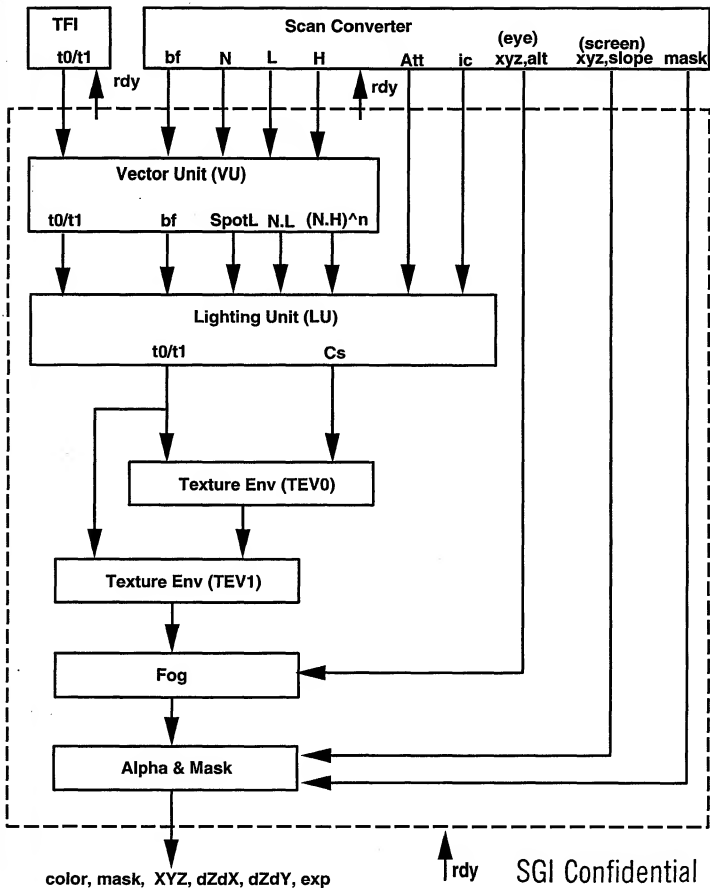 TFI
t0/t1
rdy
Scan Converter
bf N L H Att ic (eye) xyz,alt (screen) xyz,slope mask
rdy
Vector Unit (VU)
t0/t1 bf SpotL N.L (N.H)^n
Lighting Unit (LU)
t0/t1 Cs
Texture Env (TEV0)
Texture Env (TEV1)
Fog
Alpha & Mask
color, mask, XYZ, dZdX, dZdY, exp
rdy
SGI Confidential